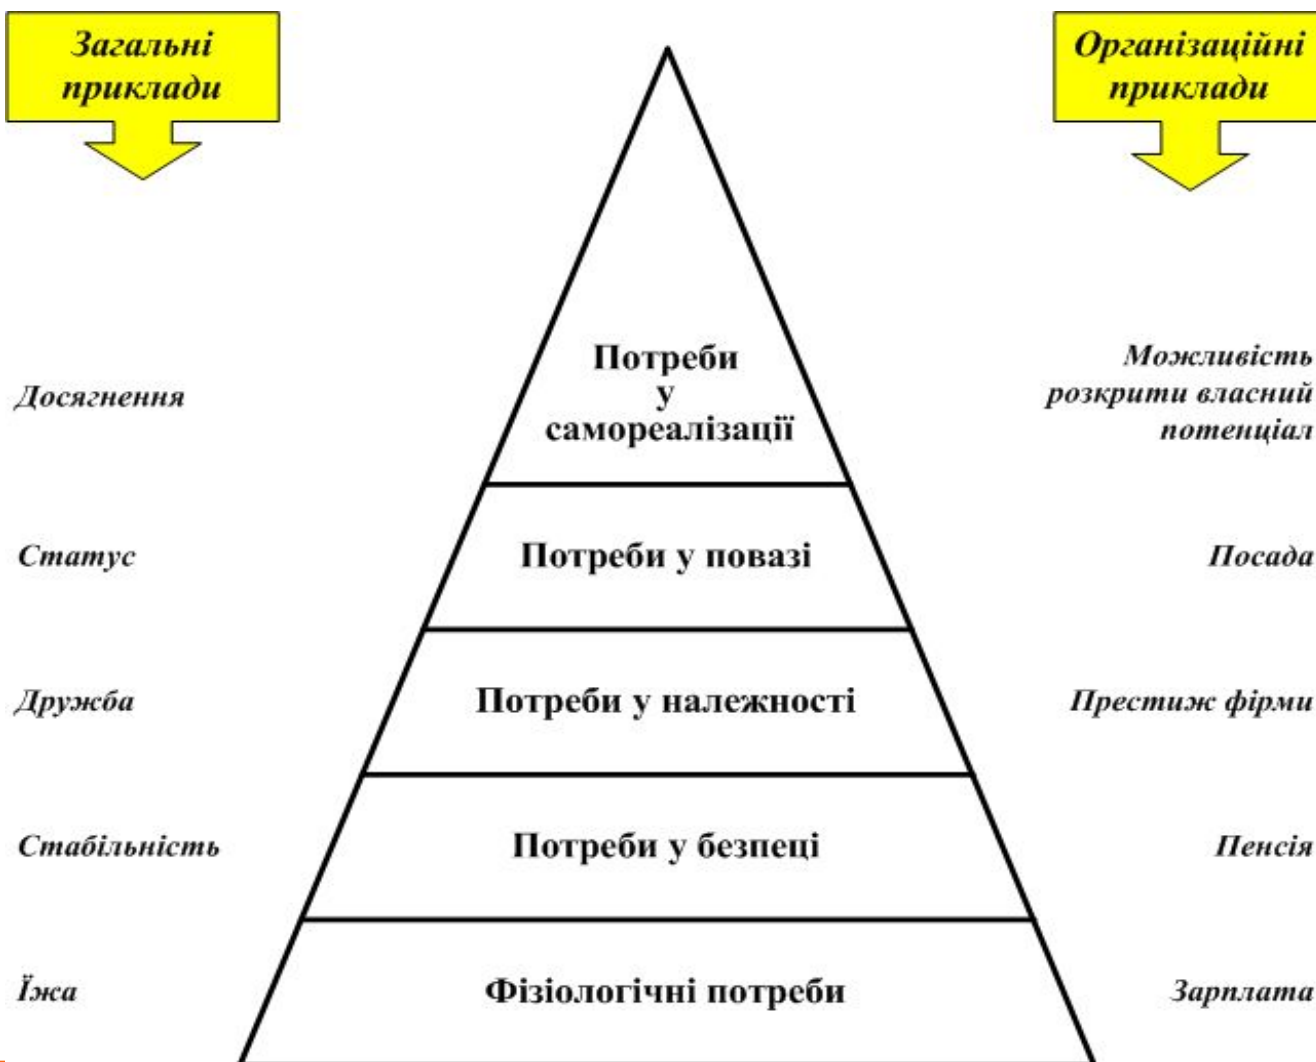 Загальні
приклади
Організаційні
приклади
Досягнення
Потреби
у
самореалізації
Можливість
розкрити власний
потенціал
Статус
Потреби у повазі
Посада
Дружба
Потреби у належності
Престиж фірми
Стабільність
Потреби у безпеці
Пенсія
Їжа
Фізіологічні потреби
Зарплата